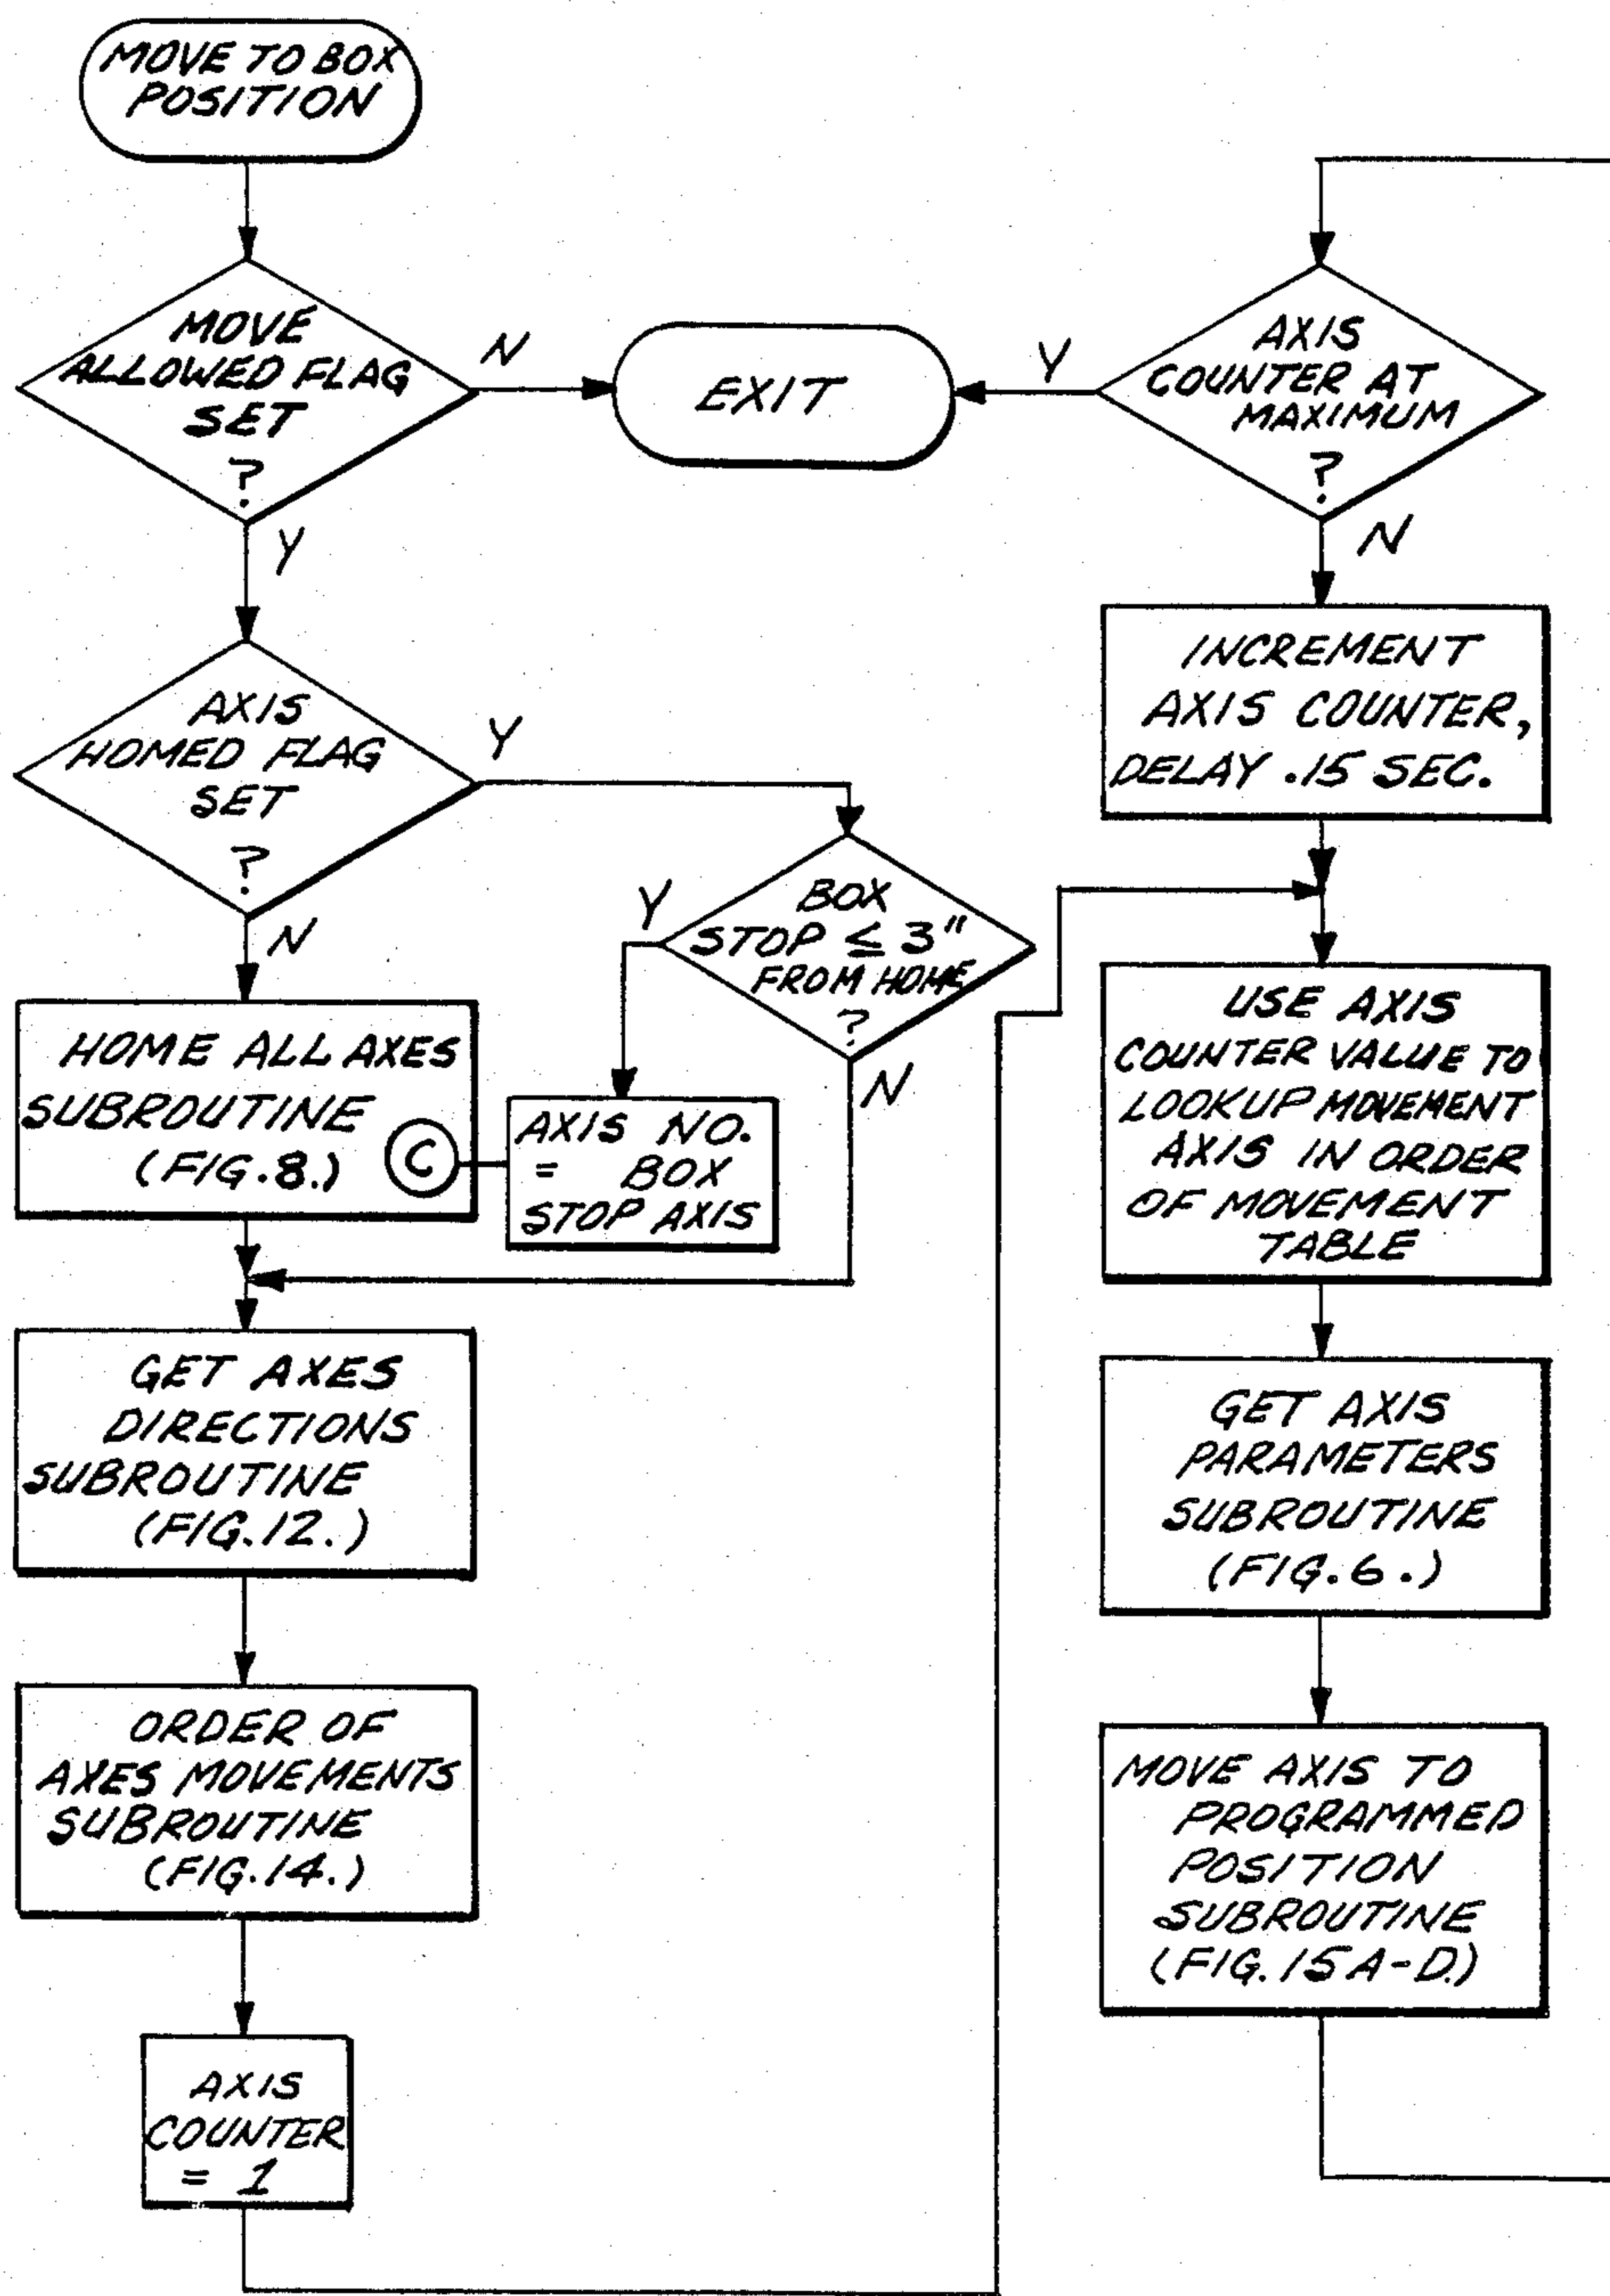 MOVE TO BOX
POSITION
MOVE
ALLOWED FLAG
SET
?
N
Y
EXIT
AXIS
HOMED FLAG
SET
?
Y
N
BOX
STOP ≤ 3"
FROM HOME
?
Y
N
HOME ALL AXES
SUBROUTINE
(FIG.8.)
C
AXIS NO.
= BOX
STOP AXIS
GET AXES
DIRECTIONS
SUBROUTINE
(FIG.12.)
ORDER OF
AXES MOVEMENTS
SUBROUTINE
(FIG.14.)
AXIS
COUNTER
= 1
AXIS
COUNTER AT
MAXIMUM
?
Y
N
INCREMENT
AXIS COUNTER,
DELAY .15 SEC.
USE AXIS
COUNTER VALUE TO
LOOKUP MOVEMENT
AXIS IN ORDER
OF MOVEMENT
TABLE
GET AXIS
PARAMETERS
SUBROUTINE
(FIG.6.)
MOVE AXIS TO
PROGRAMMED
POSITION
SUBROUTINE
(FIG.15A-D.)